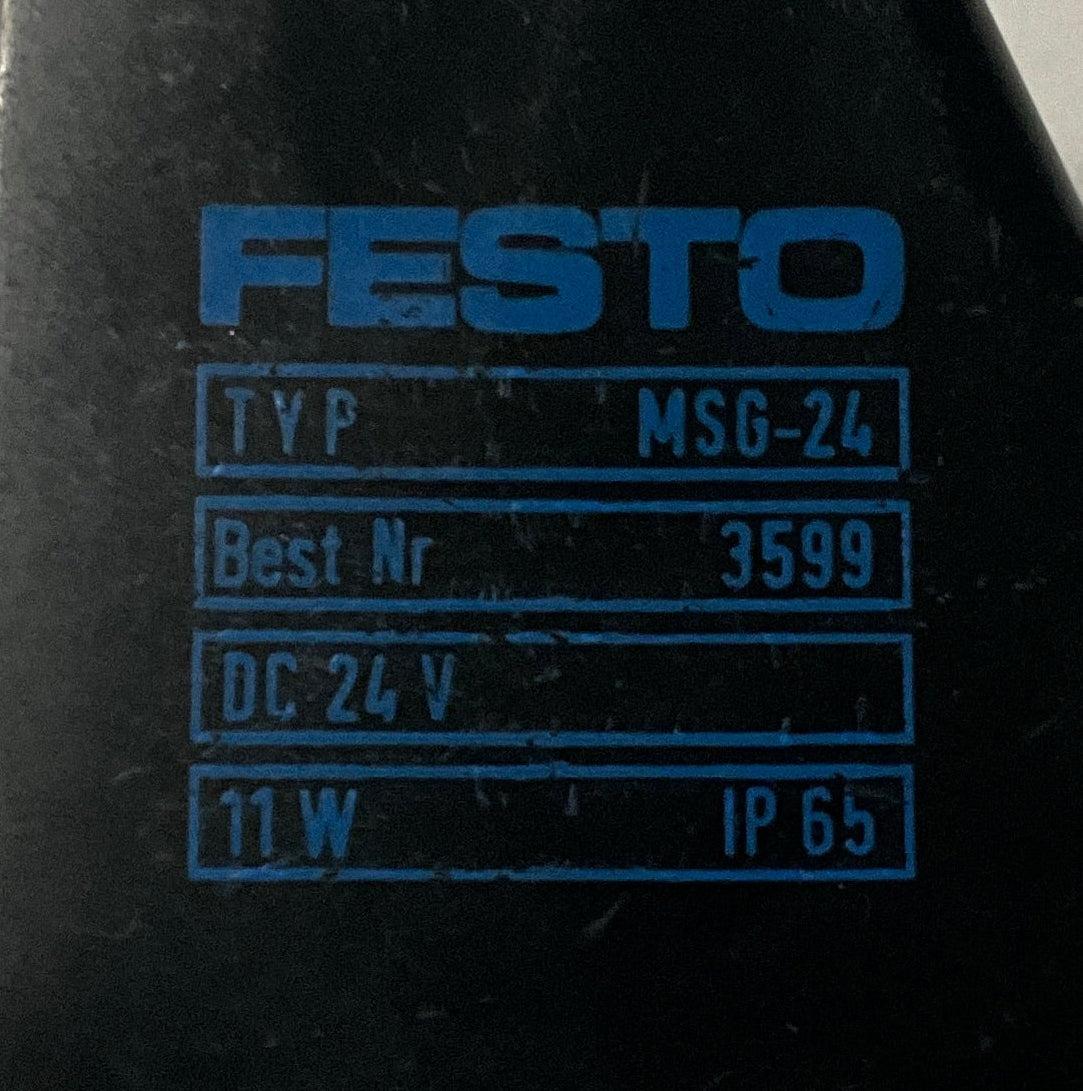 FESTO
TYP MSG-24
Best Nr 3599
DC 24 V
11 W IP 65